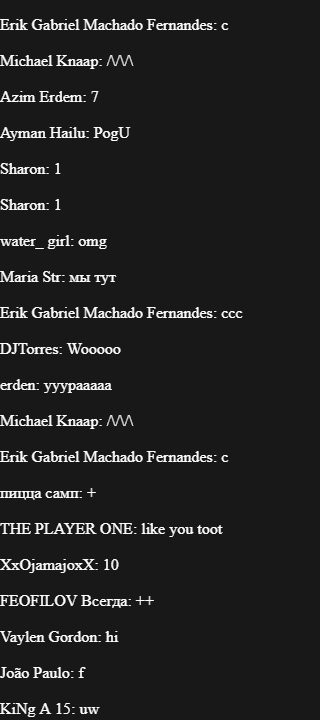 Erik Gabriel Machado Fernandes: c
Michael Knaap: /\/\/\
Azim Erdem: 7
Ayman Hailu: PogU
Sharon: 1
Sharon: 1
water_ girl: omg
Maria Str: мы тут
Erik Gabriel Machado Fernandes: ccc
DJTorres: Wooooo
erden: yyypaaaaa
Michael Knaap: /\/\/\
Erik Gabriel Machado Fernandes: c
пицца самп: +
THE PLAYER ONE: like you toot
XxOjamajoxX: 10
FEOFILOV Всегда: ++
Vaylen Gordon: hi
João Paulo: f
KiNg A 15: uw